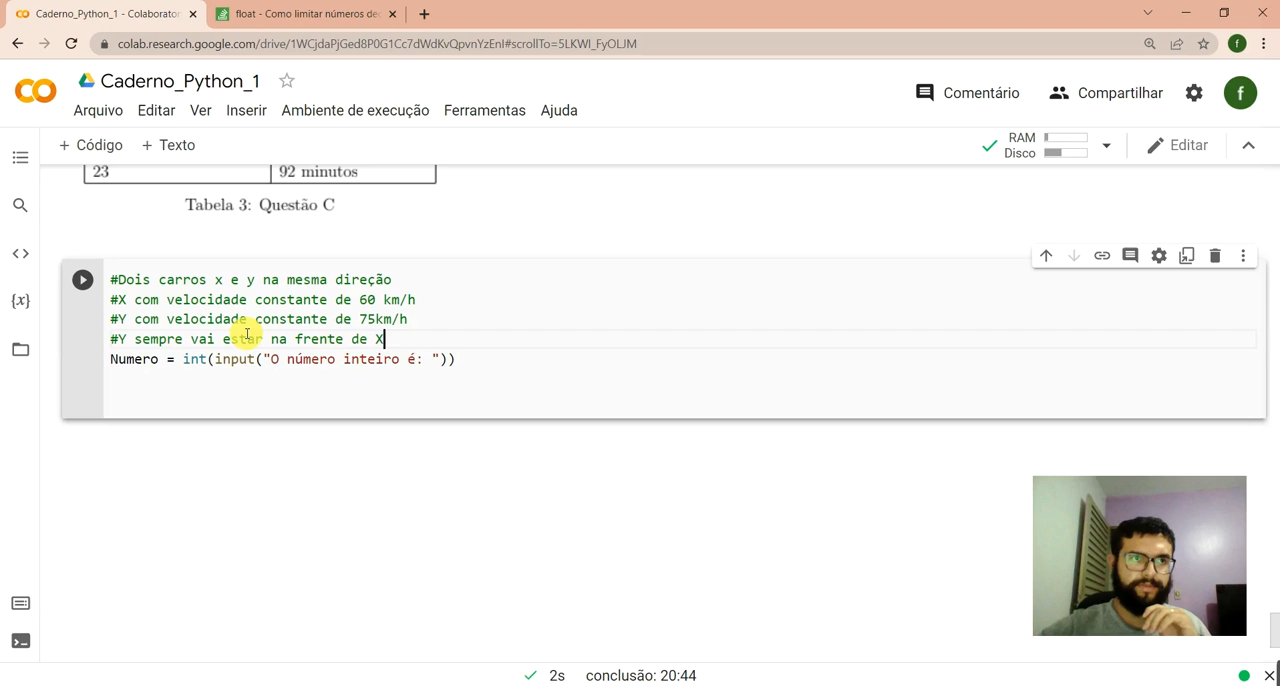 Caderno_Python_1 - Colaborator
float - Como limitar números de
colab.research.google.com/drive/1WCjdaPjGed8P0G1Cc7dWdKvQpvnYzEnI#scrollTo=5LKWI_FyOLJM
f
Caderno_Python_1
Arquivo Editar Ver Inserir Ambiente de execução Ferramentas Ajuda
Comentário
Compartilhar
f
+ Código + Texto
RAM
Disco
Editar
23 92 minutos
Tabela 3: Questão C
#Dois carros x e y na mesma direção
#X com velocidade constante de 60 km/h
#Y com velocidade constante de 75km/h
#Y sempre vai estar na frente de X
Numero = int(input("O número inteiro é: "))
{x}
2s conclusão: 20:44